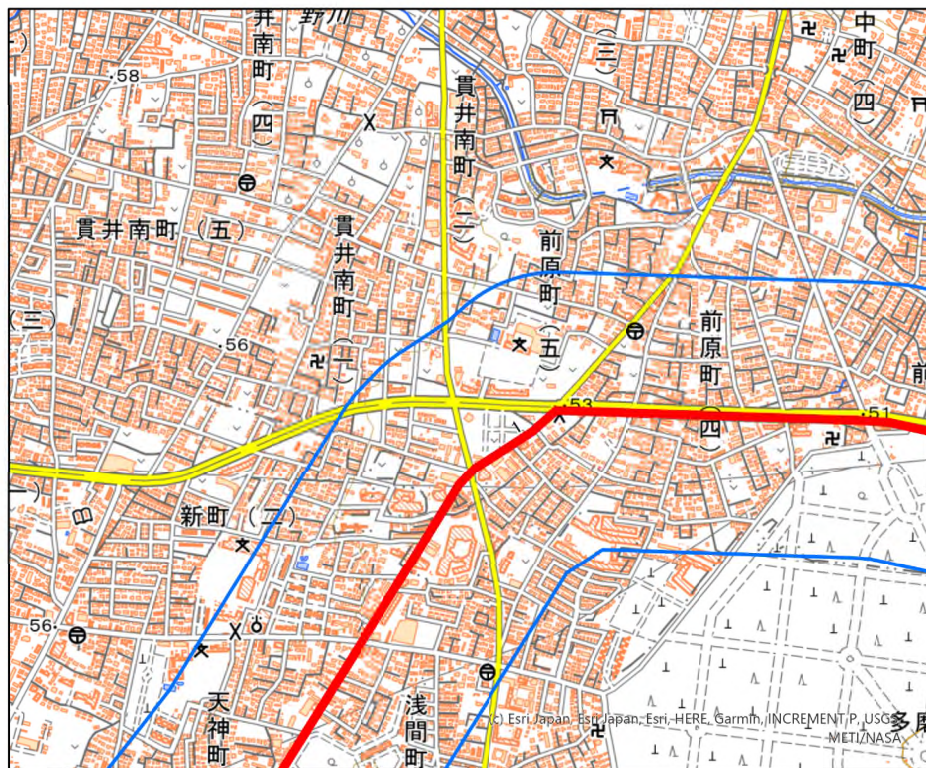 野川
井南町（四）
58
貫井南町（二）
（三）
中町（四）
貫井南町（五）
貫井南町（一）
前原町（五）
前原町（四）
（三）
56
53
51
前
新町（二）
56
天神町
浅間町
多磨
(c) Esri Japan, Esri Japan, Esri, HERE, Garmin, INCREMENT P, USGS,
METI/NASA